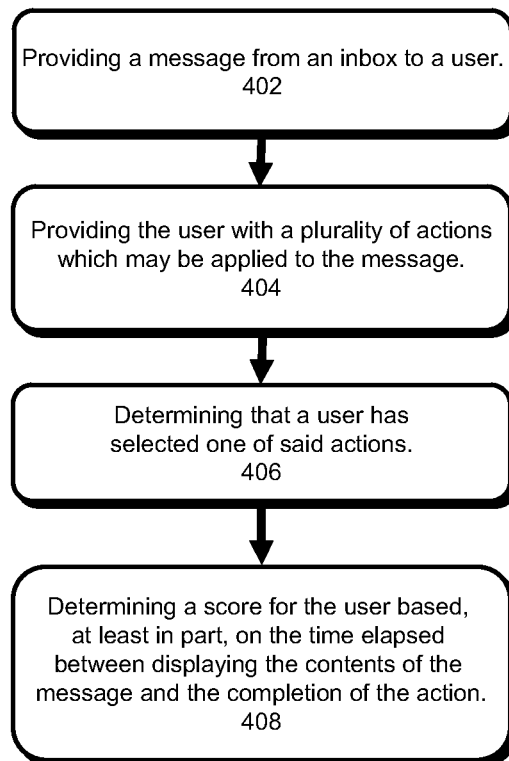 Providing a message from an inbox to a user.
402
Providing the user with a plurality of actions
which may be applied to the message.
404
Determining that a user has
selected one of said actions.
406
Determining a score for the user based,
at least in part, on the time elapsed
between displaying the contents of the
message and the completion of the action.
408